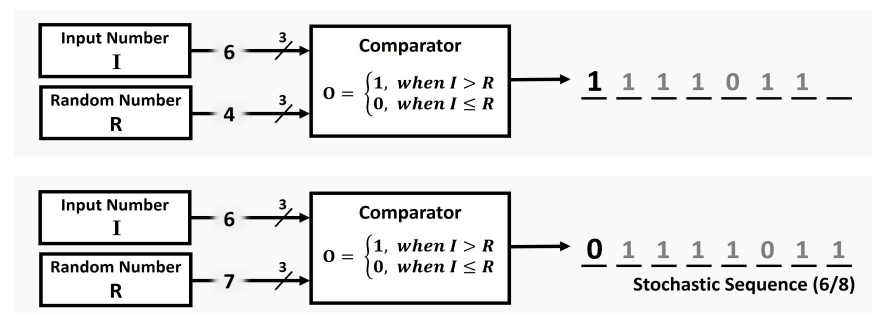 Input Number
I
6
3
Random Number
R
4
3
Comparator
O = {1, when I > R
0, when I ≤ R
1 1 1 1 0 1 1 _
Input Number
I
6
3
Random Number
R
7
3
Comparator
O = {1, when I > R
0, when I ≤ R
0 1 1 1 1 0 1 1
Stochastic Sequence (6/8)